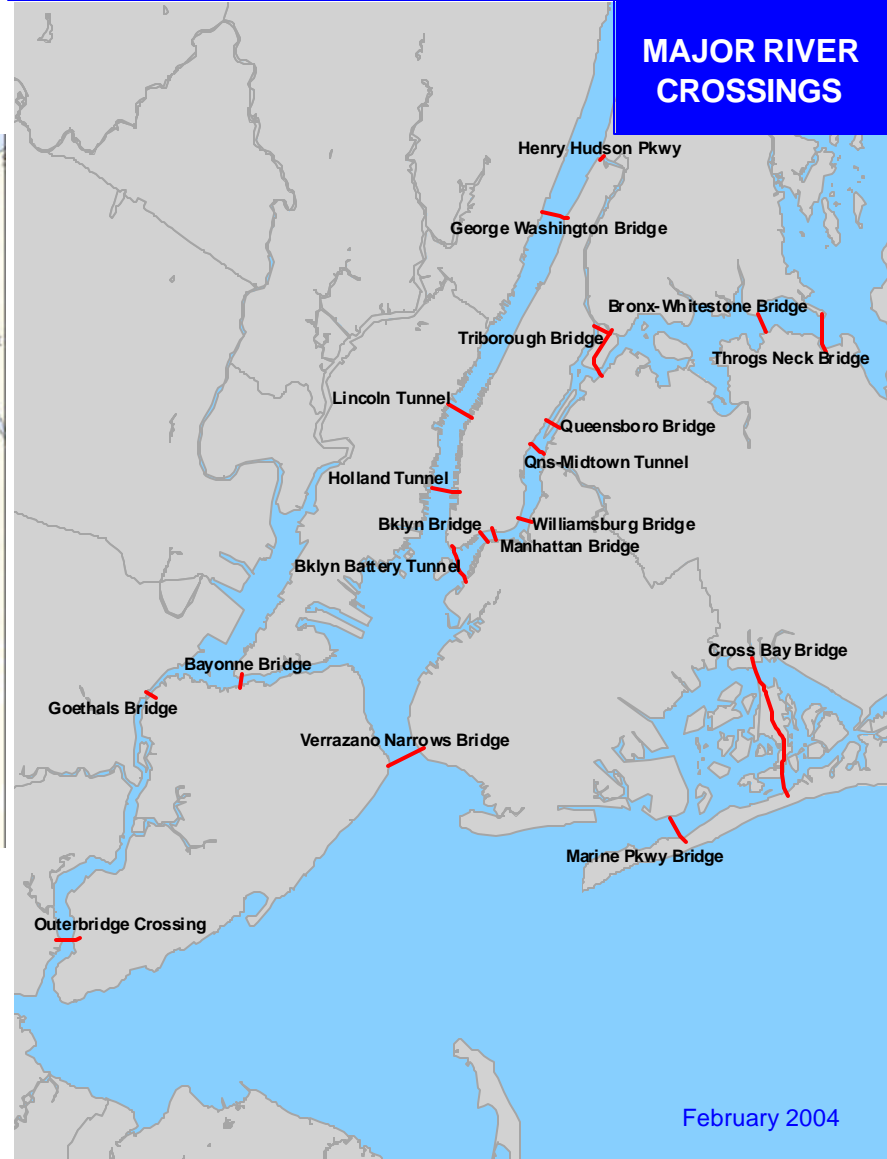 MAJOR RIVER
CROSSINGS
Henry Hudson Pkwy
George Washington Bridge
Bronx-Whitestone Bridge
Triborough Bridge
Throgs Neck Bridge
Lincoln Tunnel
Queensboro Bridge
Qns-Midtown Tunnel
Holland Tunnel
Bklyn Bridge
Williamsburg Bridge
Manhattan Bridge
Bklyn Battery Tunnel
Cross Bay Bridge
Bayonne Bridge
Goethals Bridge
Verrazano Narrows Bridge
Marine Pkwy Bridge
Outerbridge Crossing
February 2004